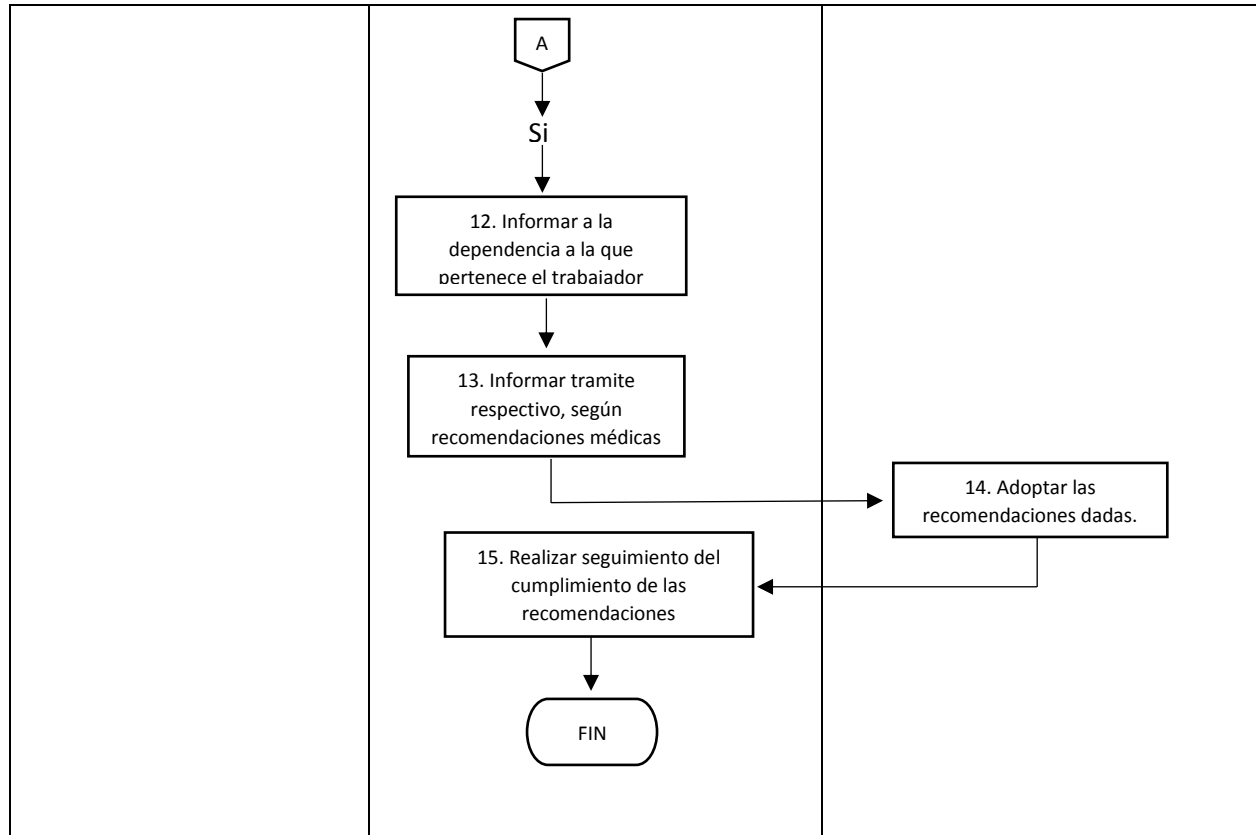 A
Si
12. Informar a la
dependencia a la que
pertenece el trabajador
13. Informar tramite
respectivo, según
recomendaciones médicas
14. Adoptar las
recomendaciones dadas.
15. Realizar seguimiento del
cumplimiento de las
recomendaciones
FIN